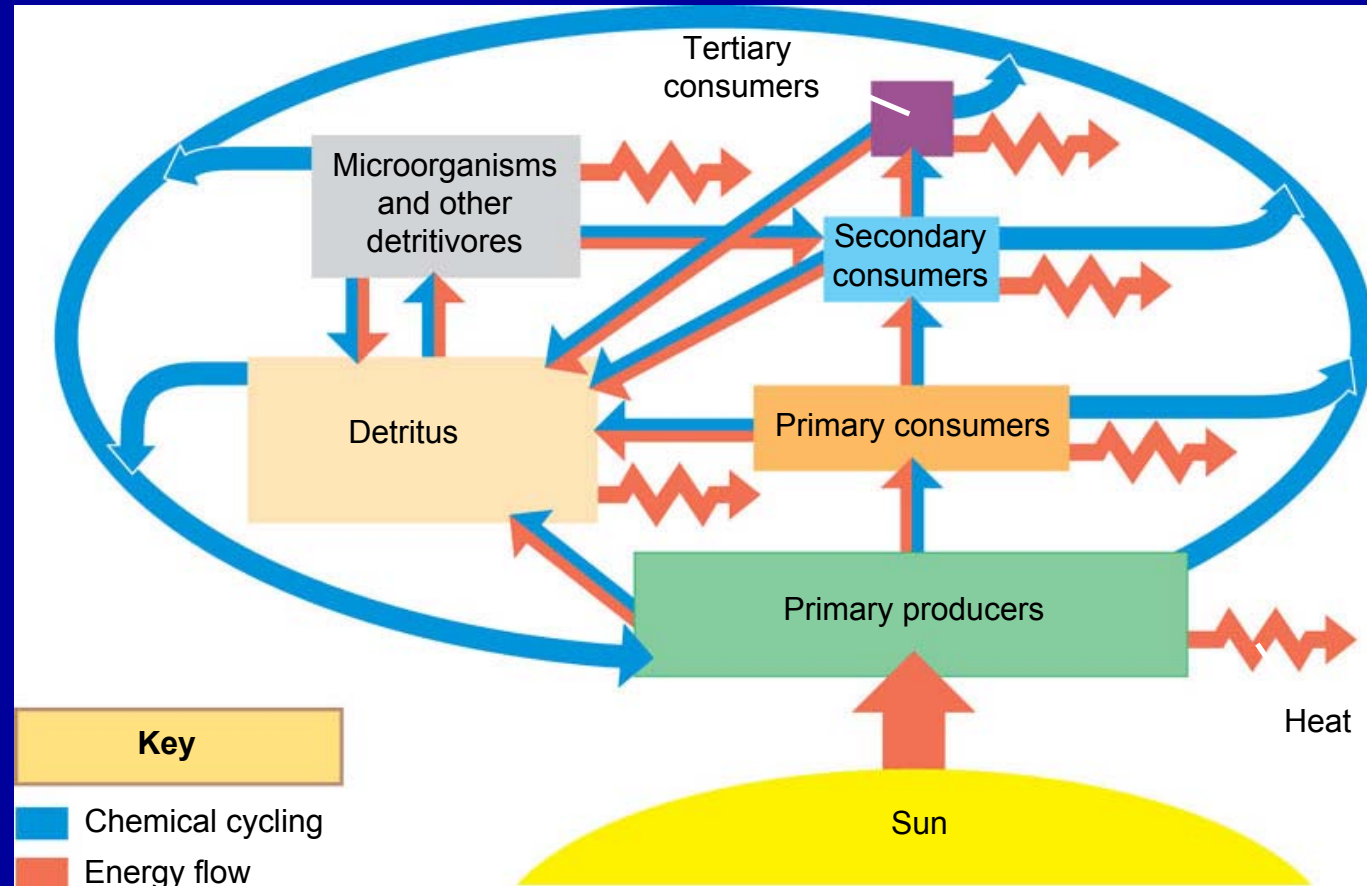 Tertiary
consumers
Microorganisms
and other
detritivores
Secondary
consumers
Detritus
Primary consumers
Primary producers
Heat
Sun
Key
Chemical cycling
Energy flow